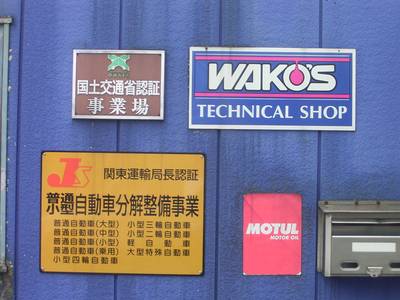 国土交通省認証
事業場
WAKO'S
TECHNICAL SHOP
関東運輸局長認証
普通自動車分解整備事業
普通自動車(大型) 小型三輪自動車
普通自動車(中型) 小型二輪自動車
普通自動車(小型) 軽自動車
普通自動車(乗用) 大型特殊自動車
小型四輪自動車
MOTUL
MOTOR OIL